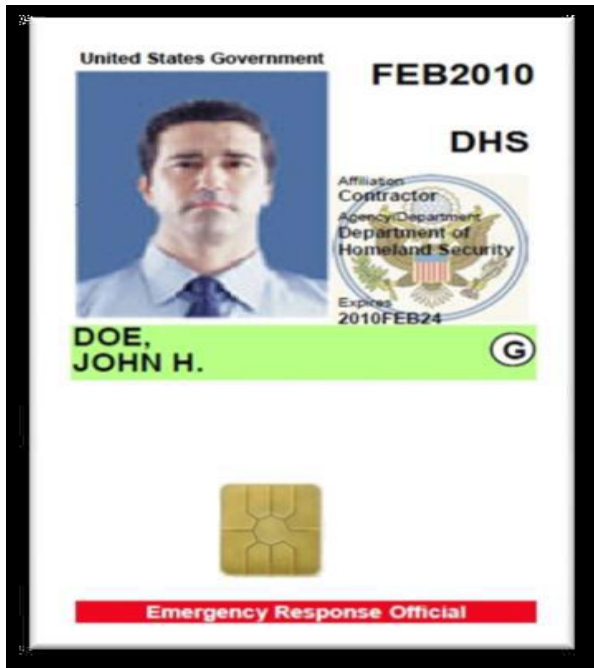 United States Government
FEB2010
DHS
Affiliation
Contractor
Agency/Department
Department of
Homeland Security
Expires
2010FEB24
DOE,
JOHN H.
G
Emergency Response Official